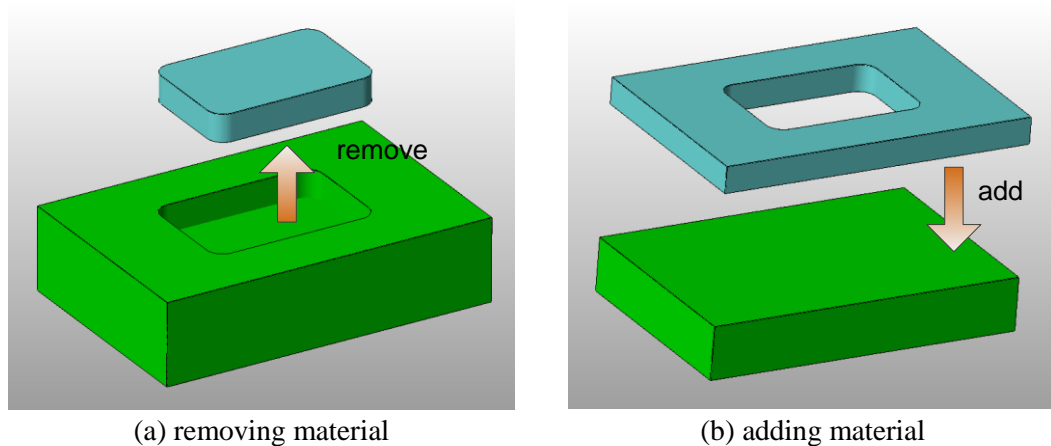 remove
add
(a) removing material
(b) adding material